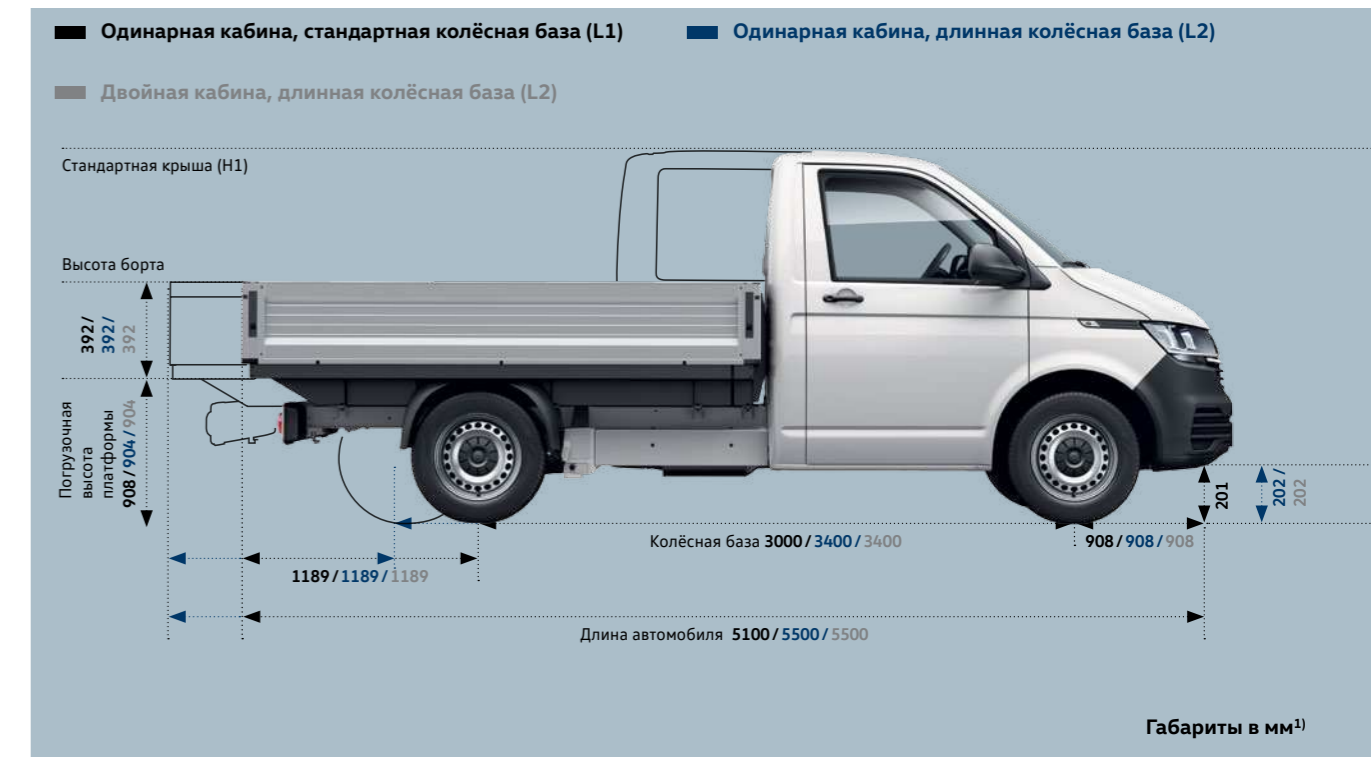 Одинарная кабина, стандартная колёсная база (L1)
Одинарная кабина, длинная колёсная база (L2)
Двойная кабина, длинная колёсная база (L2)
Стандартная крыша (H1)
Высота борта
392 /
392 /
392
Погрузочная
высота
платформы
908 / 904 / 904
201
202 /
202
Колёсная база 3000 / 3400 / 3400
908 / 908 / 908
1189 / 1189 / 1189
Длина автомобиля 5100 / 5500 / 5500
Габариты в мм¹⁾